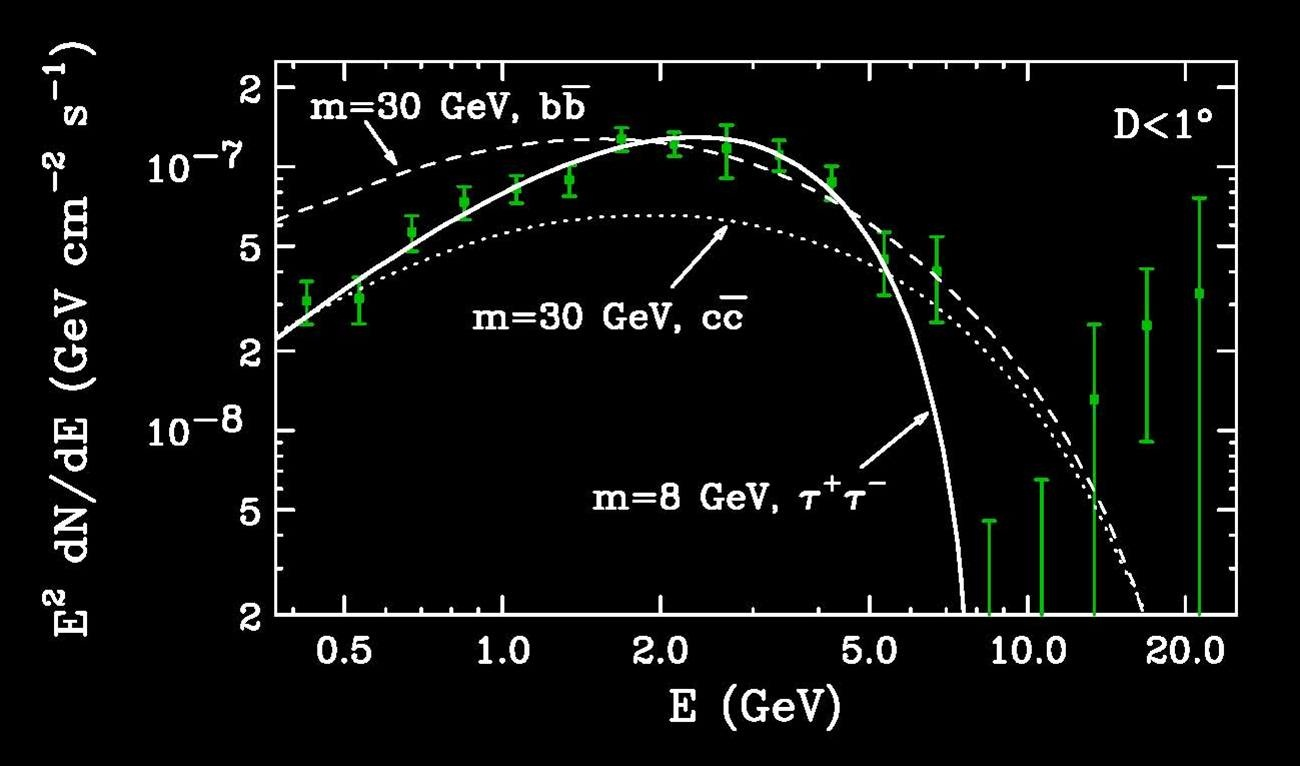 E² dN/dE (GeV cm⁻² s⁻¹)
2
10⁻⁷
5
2
10⁻⁸
5
2
m=30 GeV, bb̅
D<1°
m=30 GeV, cc̅
m=8 GeV, τ⁺τ⁻
0.5 1.0 2.0 5.0 10.0 20.0
E (GeV)